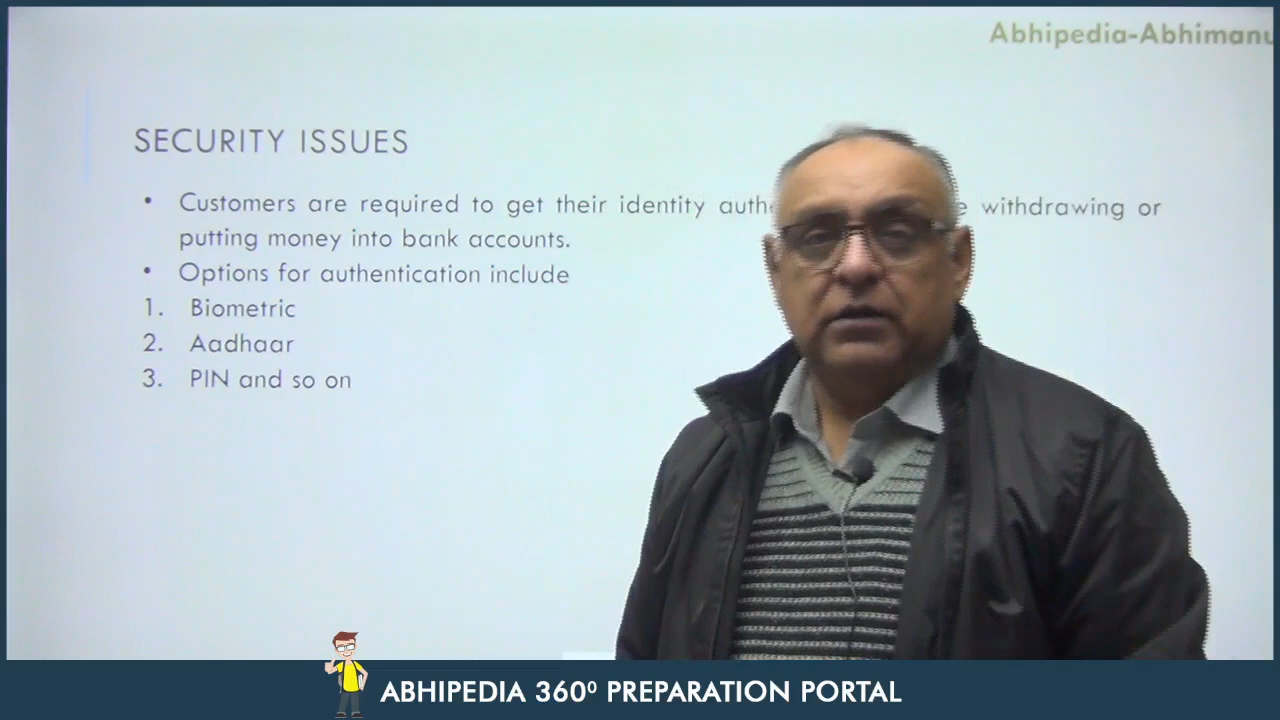 Abhipedia-Abhimanu
SECURITY ISSUES
• Customers are required to get their identity auth e withdrawing or
putting money into bank accounts.
• Options for authentication include
1. Biometric
2. Aadhaar
3. PIN and so on
ABHIPEDIA 360⁰ PREPARATION PORTAL